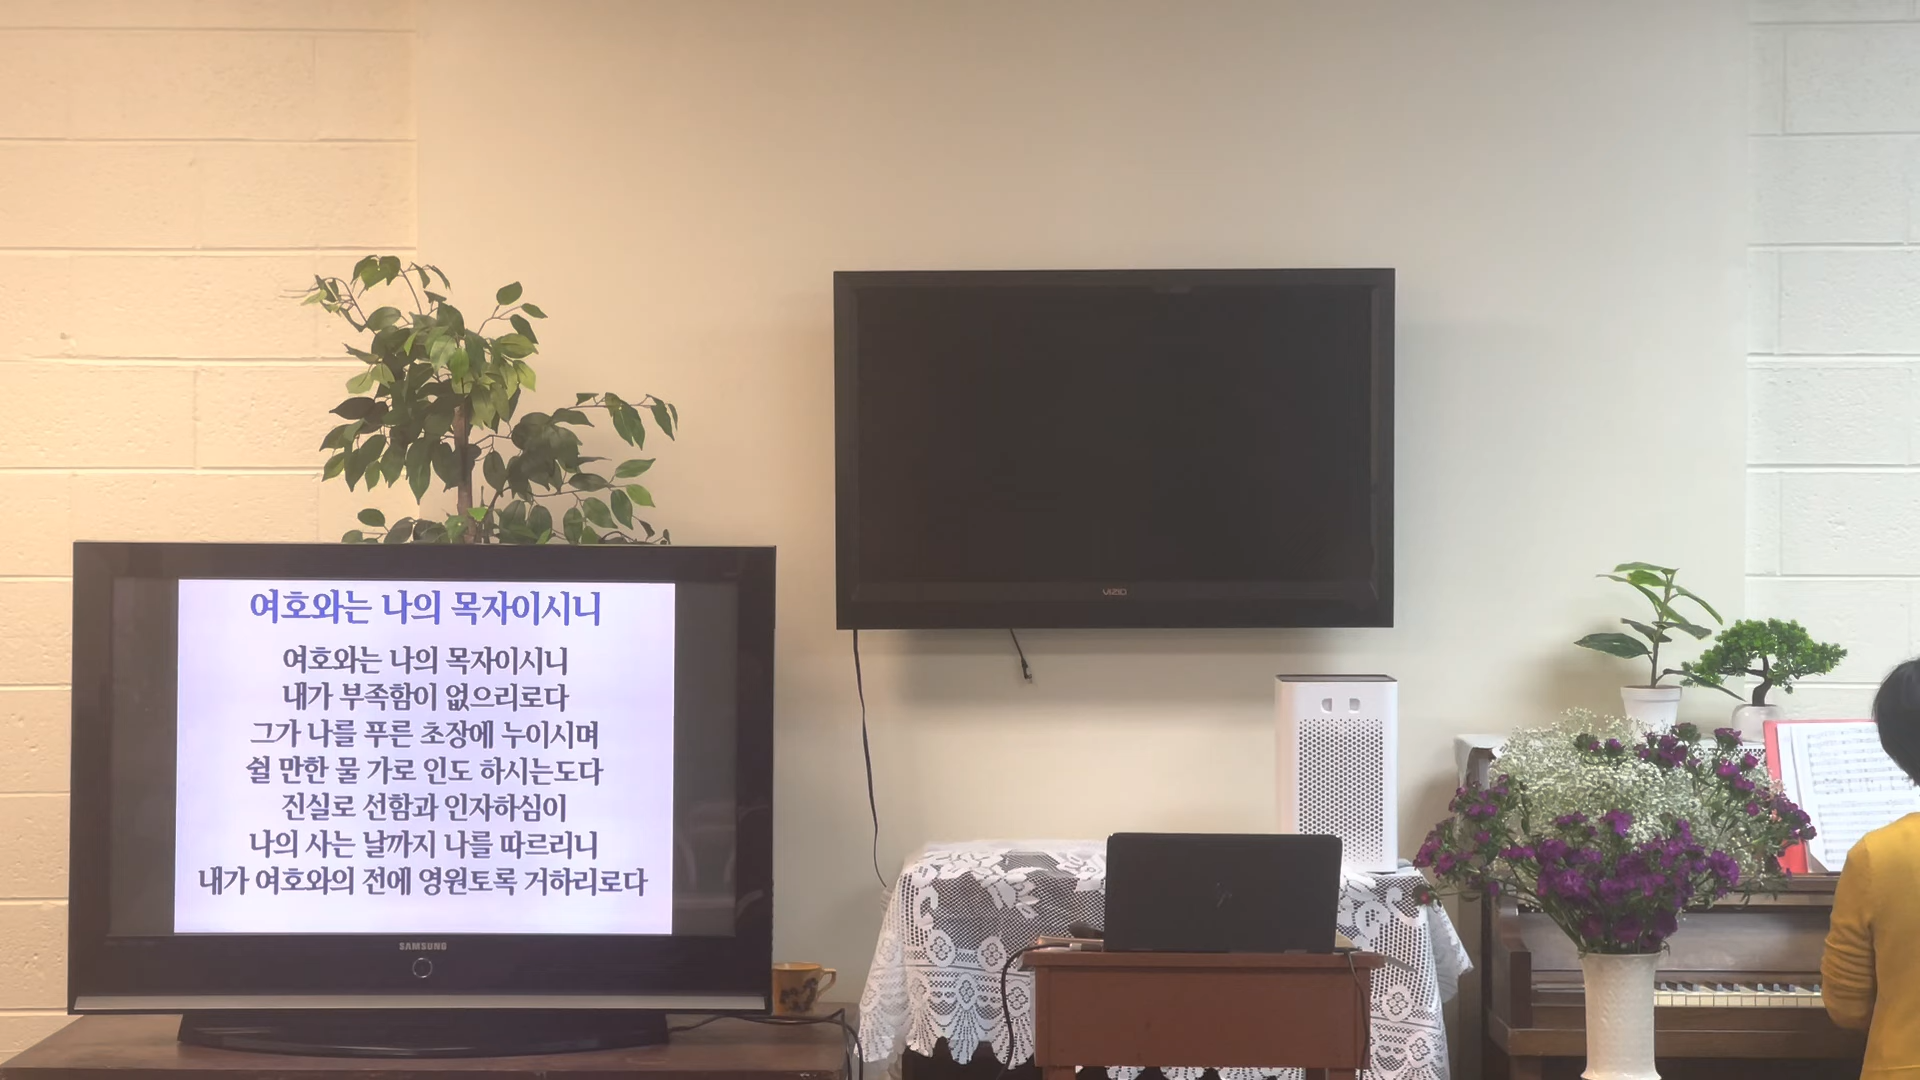 여호와는 나의 목자이시니
여호와는 나의 목자이시니
내가 부족함이 없으리로다
그가 나를 푸른 초장에 누이시며
쉴 만한 물 가로 인도 하시는도다
진실로 선함과 인자하심이
나의 사는 날까지 나를 따르리니
내가 여호와의 전에 영원토록 거하리로다
SAMSUNG
VIZIO